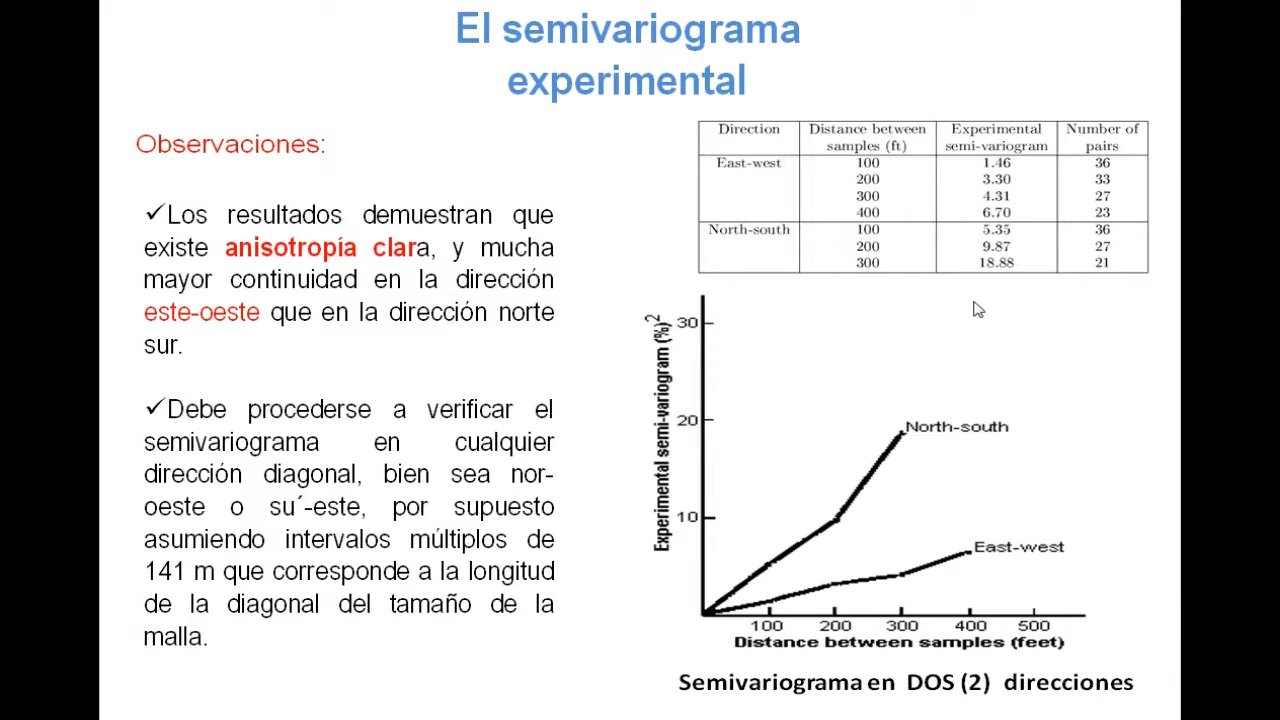 El semivariograma
experimental
Observaciones:
✓Los resultados demuestran que
existe anisotropía clara, y mucha
mayor continuidad en la dirección
este-oeste que en la dirección norte
sur.
✓Debe procederse a verificar el
semivariograma en cualquier
dirección diagonal, bien sea nor-
oeste o su´-este, por supuesto
asumiendo intervalos múltiplos de
141 m que corresponde a la longitud
de la diagonal del tamaño de la
malla.
Direction Distance between Experimental Number of
samples (ft) semi-variogram pairs
East-west 100 1.46 36
200 3.30 33
300 4.31 27
400 6.70 23
North-south 100 5.35 36
200 9.87 27
300 18.88 21
Experimental semi-variogram (%)2
30
20
10
North-south
East-west
100 200 300 400 500
Distance between samples (feet)
Semivariograma en DOS (2) direcciones